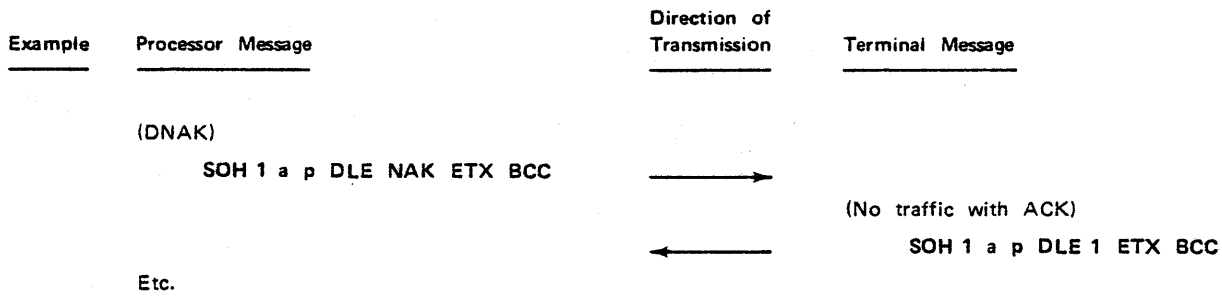 Direction of
Example Processor Message Transmission Terminal Message
(DNAK)
SOH 1 a p DLE NAK ETX BCC
(No traffic with ACK)
SOH 1 a p DLE 1 ETX BCC
Etc.